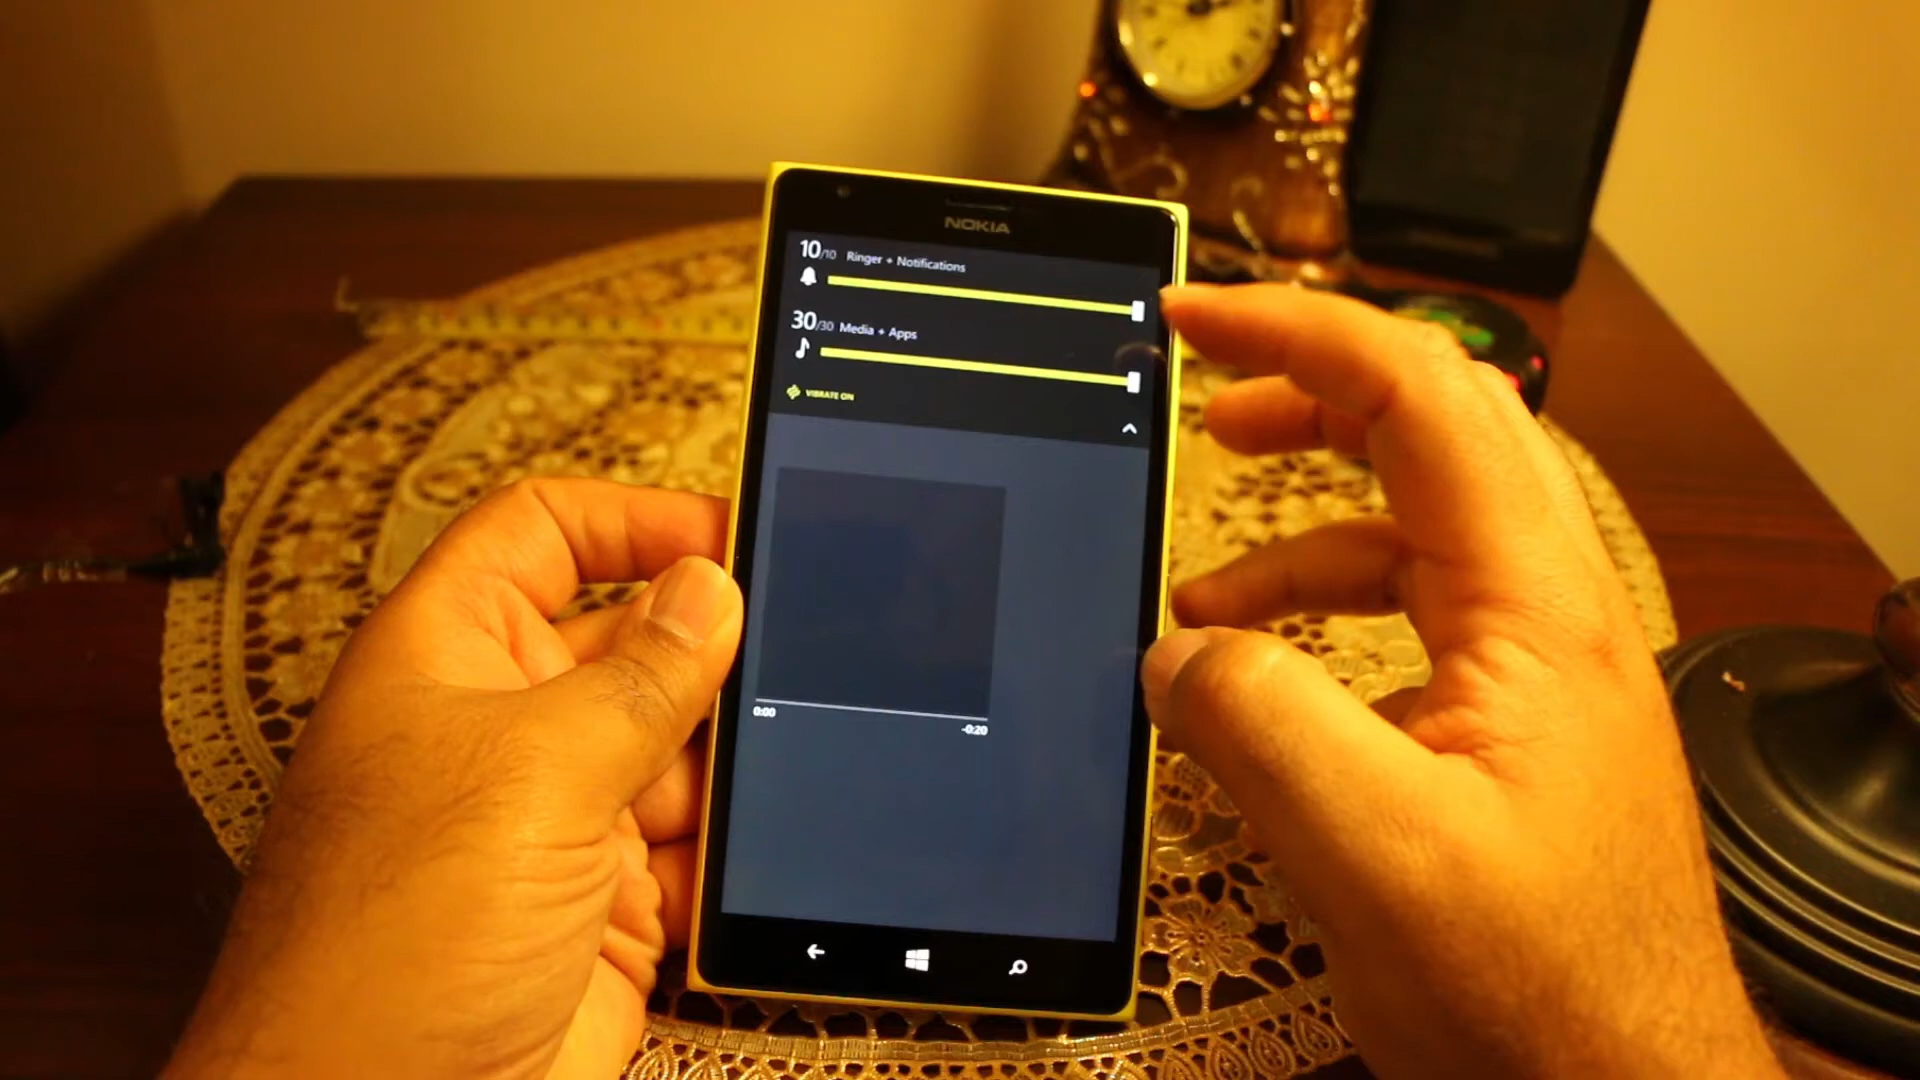 NOKIA
10/10 Ringer + Notifications
30/30 Media + Apps
VIBRATE ON
0:00
-0:20